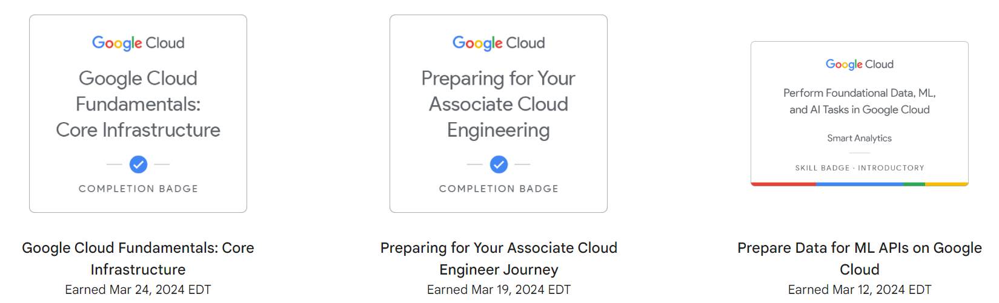 Google Cloud
Google Cloud
Fundamentals:
Core Infrastructure
COMPLETION BADGE
Google Cloud Fundamentals: Core
Infrastructure
Earned Mar 24, 2024 EDT
Google Cloud
Preparing for Your
Associate Cloud
Engineering
COMPLETION BADGE
Preparing for Your Associate Cloud
Engineer Journey
Earned Mar 19, 2024 EDT
Google Cloud
Perform Foundational Data, ML,
and AI Tasks in Google Cloud
Smart Analytics
SKILL BADGE · INTRODUCTORY
Prepare Data for ML APIs on Google
Cloud
Earned Mar 12, 2024 EDT